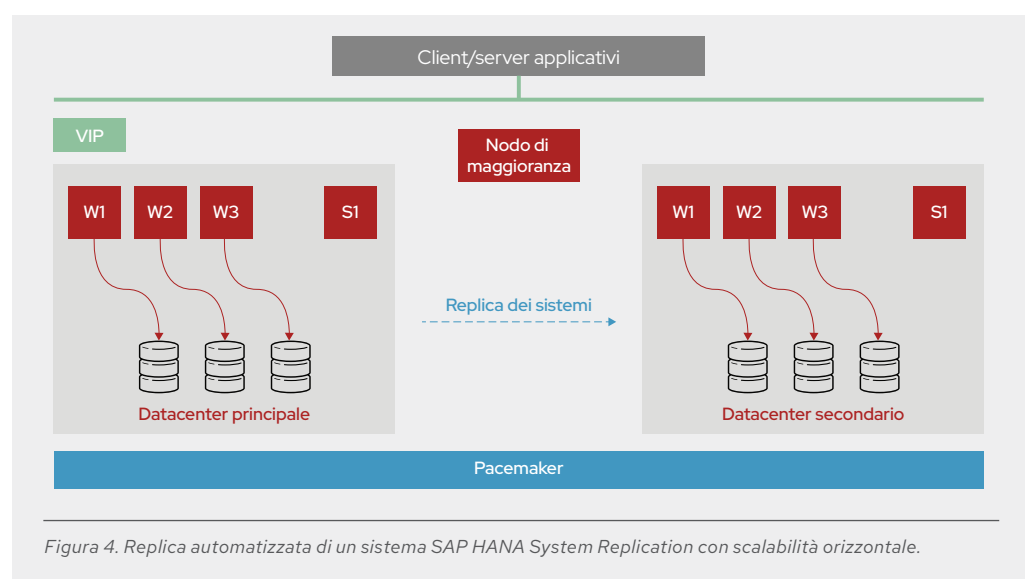 Client/server applicativi
VIP
Nodo di
maggioranza
W1 W2 W3 S1
W1 W2 W3 S1
Replica dei sistemi
Datacenter principale
Datacenter secondario
Pacemaker
Figura 4. Replica automatizzata di un sistema SAP HANA System Replication con scalabilità orizzontale.